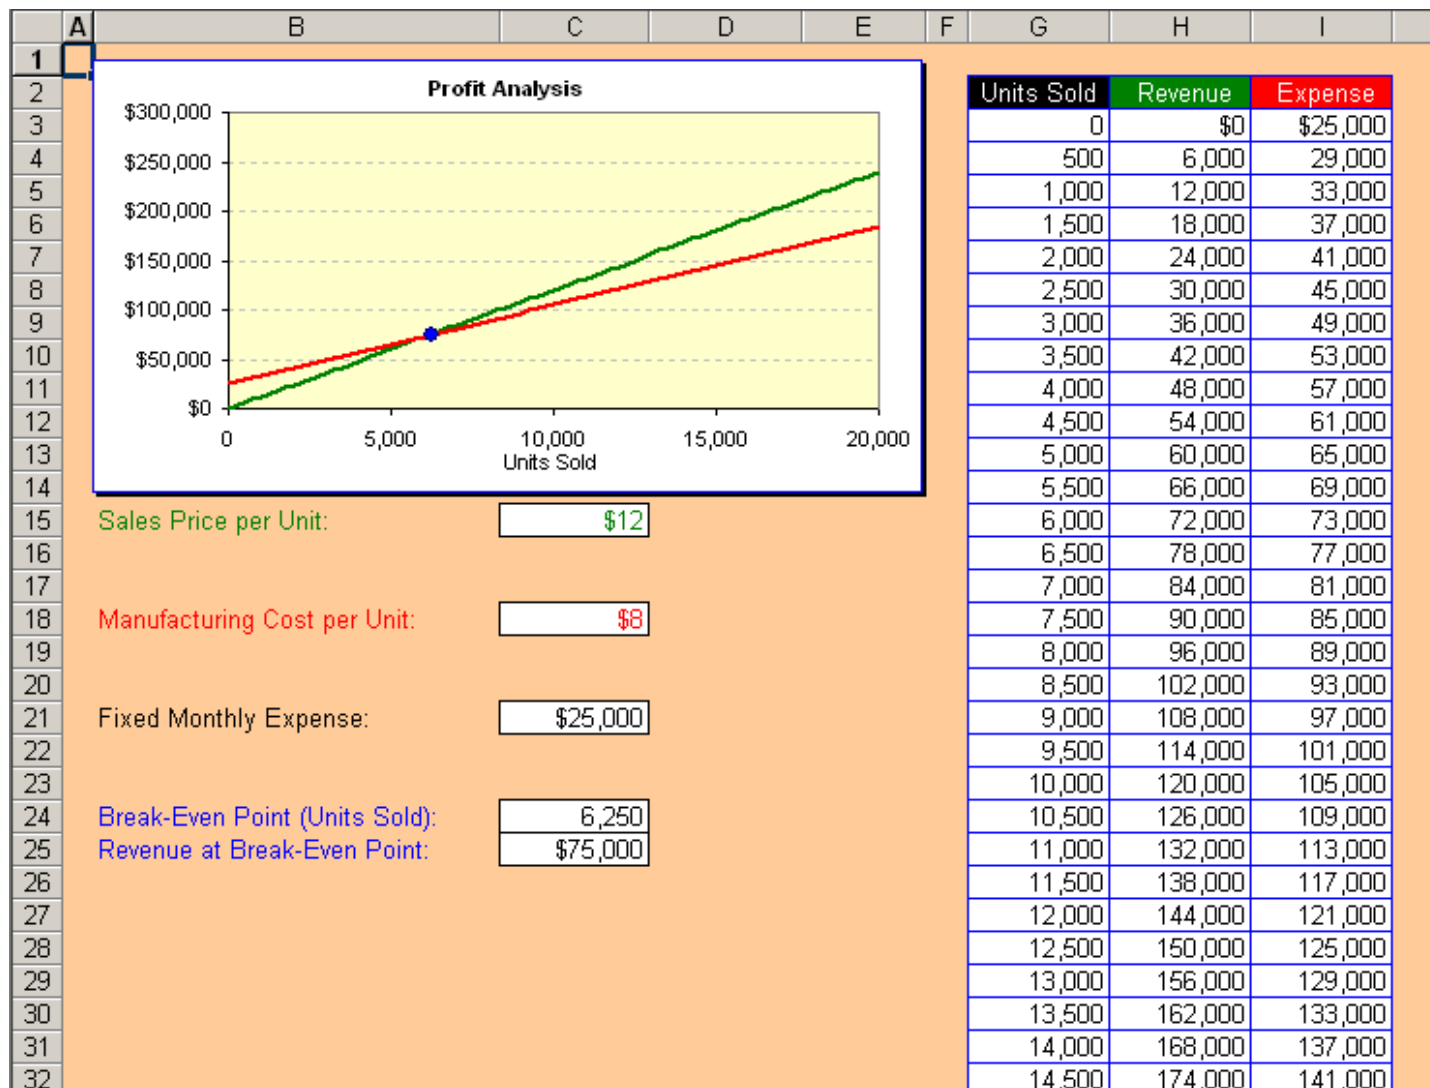 A B C D E F G H I
1
Profit Analysis
$300,000
$250,000
$200,000
$150,000
$100,000
$50,000
$0
0 5,000 10,000 15,000 20,000
Units Sold
2 Units Sold Revenue Expense
3 0 $0 $25,000
4 500 6,000 29,000
5 1,000 12,000 33,000
6 1,500 18,000 37,000
7 2,000 24,000 41,000
8 2,500 30,000 45,000
9 3,000 36,000 49,000
10 3,500 42,000 53,000
11 4,000 48,000 57,000
12 4,500 54,000 61,000
13 5,000 60,000 65,000
14 5,500 66,000 69,000
15 Sales Price per Unit: $12 6,000 72,000 73,000
16 6,500 78,000 77,000
17 7,000 84,000 81,000
18 Manufacturing Cost per Unit: $8 7,500 90,000 85,000
19 8,000 96,000 89,000
20 8,500 102,000 93,000
21 Fixed Monthly Expense: $25,000 9,000 108,000 97,000
22 9,500 114,000 101,000
23 10,000 120,000 105,000
24 Break-Even Point (Units Sold): 6,250 10,500 126,000 109,000
25 Revenue at Break-Even Point: $75,000 11,000 132,000 113,000
26 11,500 138,000 117,000
27 12,000 144,000 121,000
28 12,500 150,000 125,000
29 13,000 156,000 129,000
30 13,500 162,000 133,000
31 14,000 168,000 137,000
32 14,500 174,000 141,000